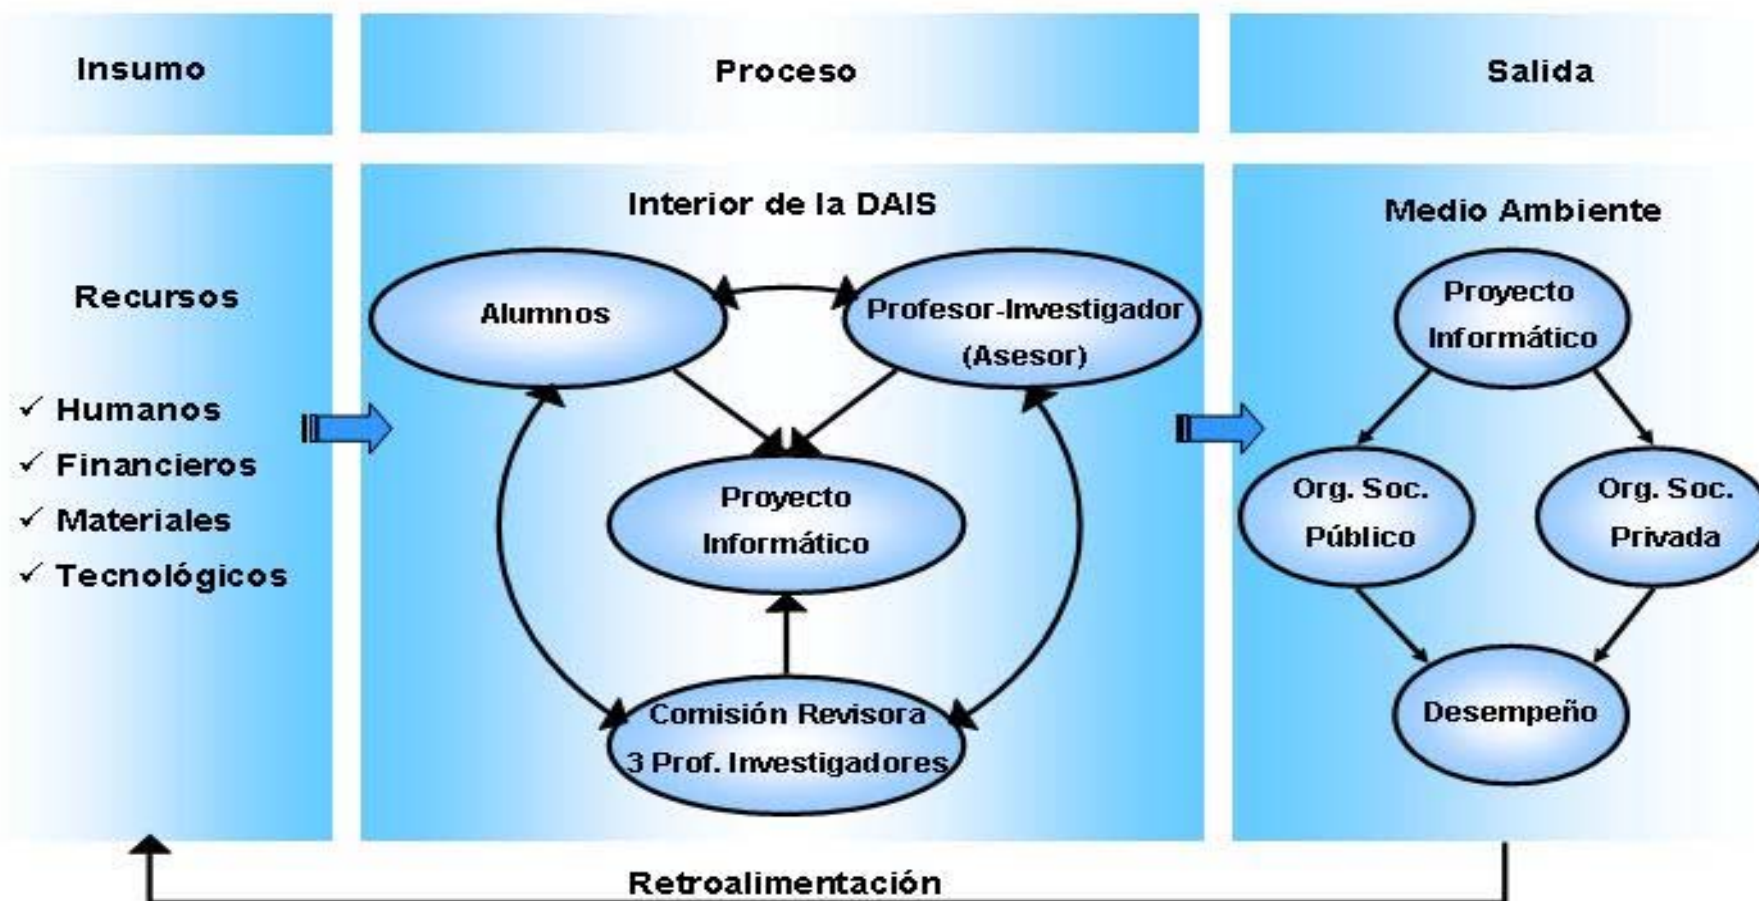 Insumo
Proceso
Salida
Recursos
✓ Humanos
✓ Financieros
✓ Materiales
✓ Tecnológicos
Interior de la DAIS
Alumnos
Profesor-Investigador
(Asesor)
Proyecto
Informático
Comisión Revisora
3 Prof. Investigadores
Medio Ambiente
Proyecto
Informático
Org. Soc.
Público
Org. Soc.
Privada
Desempeño
Retroalimentación